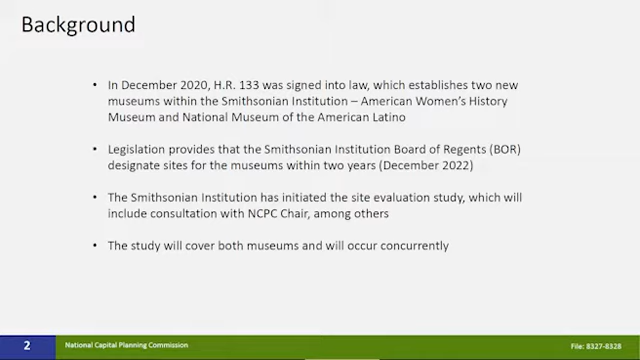 Background
• In December 2020, H.R. 133 was signed into law, which establishes two new
museums within the Smithsonian Institution – American Women's History
Museum and National Museum of the American Latino
• Legislation provides that the Smithsonian Institution Board of Regents (BOR)
designate sites for the museums within two years (December 2022)
• The Smithsonian Institution has initiated the site evaluation study, which will
include consultation with NCPC Chair, among others
• The study will cover both museums and will occur concurrently
2
National Capital Planning Commission
File: 8327-8328